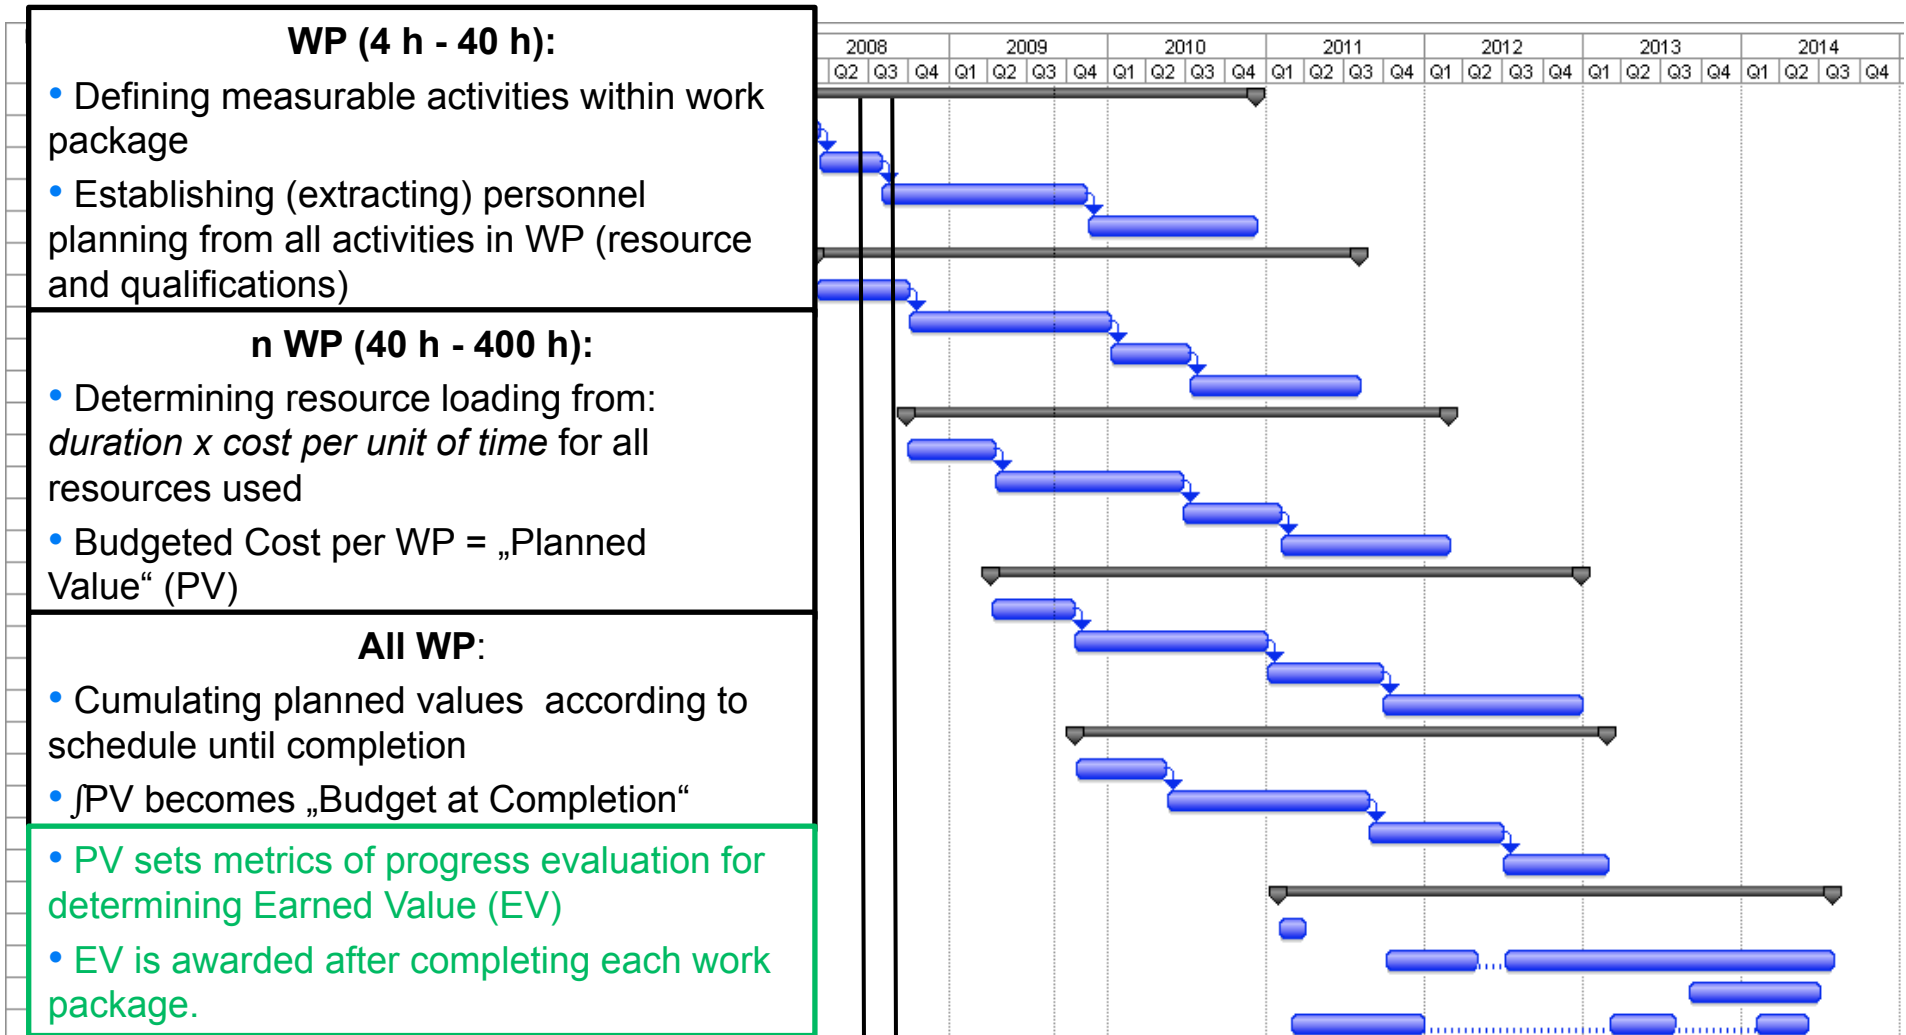 WP (4 h - 40 h):
• Defining measurable activities within work
package
• Establishing (extracting) personnel
planning from all activities in WP (resource
and qualifications)
n WP (40 h - 400 h):
• Determining resource loading from:
duration x cost per unit of time for all
resources used
• Budgeted Cost per WP = „Planned
Value“ (PV)
All WP:
• Cumulating planned values according to
schedule until completion
• ∫PV becomes „Budget at Completion“
• PV sets metrics of progress evaluation for
determining Earned Value (EV)
• EV is awarded after completing each work
package.
2008 2009 2010 2011 2012 2013 2014
Q2 Q3 Q4 Q1 Q2 Q3 Q4 Q1 Q2 Q3 Q4 Q1 Q2 Q3 Q4 Q1 Q2 Q3 Q4 Q1 Q2 Q3 Q4 Q1 Q2 Q3 Q4